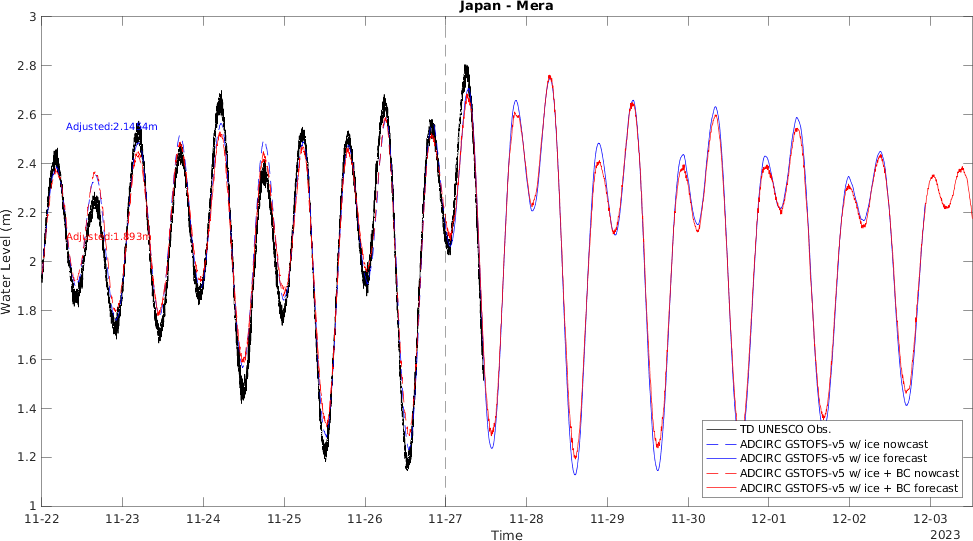 Japan - Mera
3
2.8
2.6
2.4
2.2
2
1.8
1.6
1.4
1.2
1
Water Level (m)
Adjusted:2.1464m
Adjusted:1.893m
TD UNESCO Obs.
ADCIRC GSTOFS-v5 w/ ice nowcast
ADCIRC GSTOFS-v5 w/ ice forecast
ADCIRC GSTOFS-v5 w/ ice + BC nowcast
ADCIRC GSTOFS-v5 w/ ice + BC forecast
11-22 11-23 11-24 11-25 11-26 11-27 11-28 11-29 11-30 12-01 12-02 12-03
2023
Time